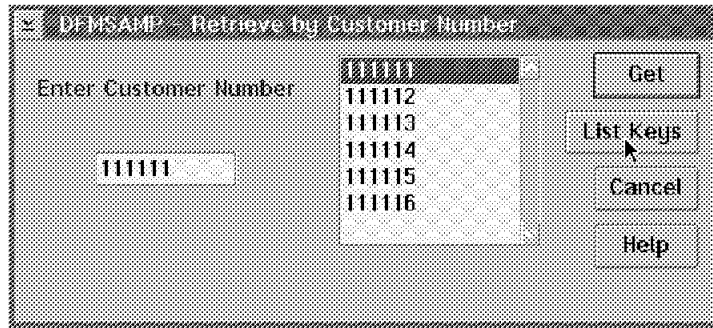 DFMSAMP - Retrieve by Customer Number
Enter Customer Number
111111
111111
111112
111113
111114
111115
111116
Get
List Keys
Cancel
Help